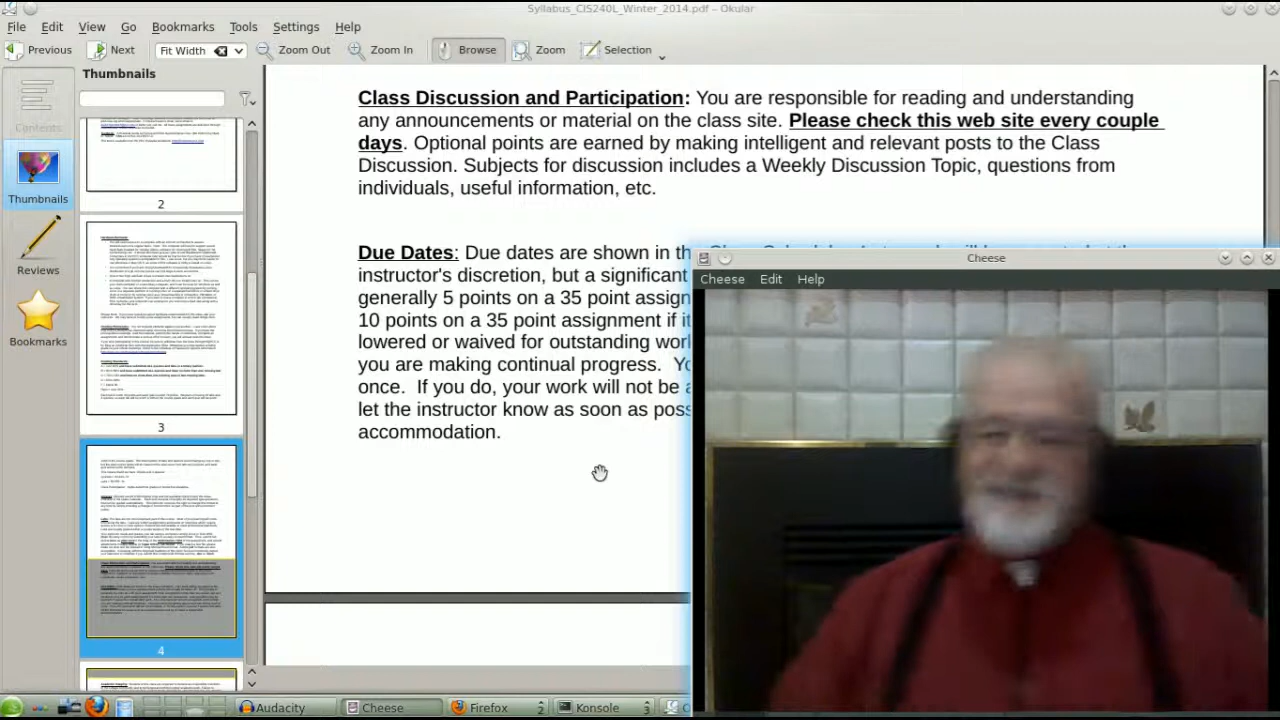 Syllabus_CIS240L_Winter_2014.pdf – Okular
File Edit View Go Bookmarks Tools Settings Help
Previous Next Fit Width Zoom Out Zoom In Browse Zoom Selection
Thumbnails
Contents
Thumbnails
Reviews
Bookmarks
2
3
4
Class Discussion and Participation: You are responsible for reading and understanding
any announcements or material on the class site. Please check this web site every couple
days. Optional points are earned by making intelligent and relevant posts to the Class
Discussion. Subjects for discussion includes a Weekly Discussion Topic, questions from
individuals, useful information, etc.
Due Dates: Due dates are shown in
instructor's discretion, but a significant
generally 5 points on a 35 point
10 points on a 35 point assignment if
lowered or waived for outstanding
you are making continual progress.
once. If you do, your work will not be
let the instructor know as soon as
accommodation.
Cheese
Cheese Edit Help
Audacity Cheese Firefox 2 Konsole 3